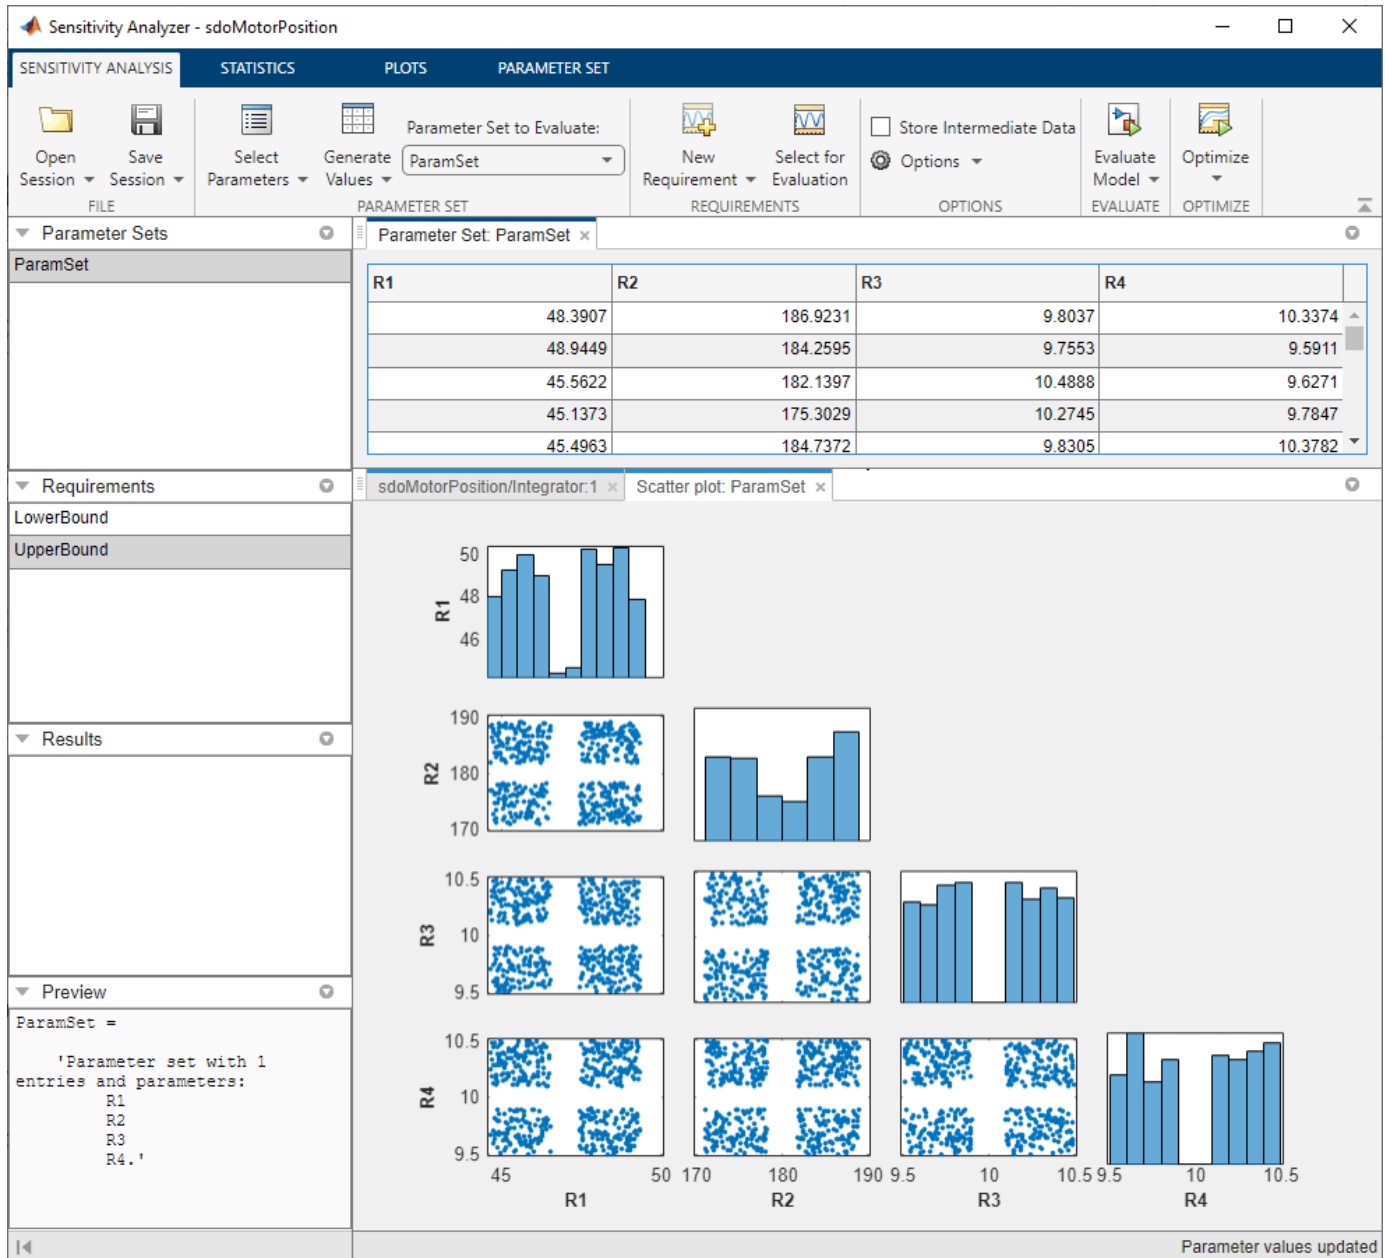 Sensitivity Analyzer - sdoMotorPosition
SENSITIVITY ANALYSIS STATISTICS PLOTS PARAMETER SET
Open Session
Save Session
FILE
Select Parameters
Generate Values
Parameter Set to Evaluate:
ParamSet
PARAMETER SET
New Requirement
Select for Evaluation
REQUIREMENTS
Store Intermediate Data
Options
OPTIONS
Evaluate Model
EVALUATE
Optimize
OPTIMIZE
Parameter Sets
ParamSet
Parameter Set: ParamSet
R1 R2 R3 R4
48.3907 186.9231 9.8037 10.3374
48.9449 184.2595 9.7553 9.5911
45.5622 182.1397 10.4888 9.6271
45.1373 175.3029 10.2745 9.7847
45.4963 184.7372 9.8305 10.3782
Requirements
LowerBound
UpperBound
Results
Preview
ParamSet =
'Parameter set with 1
entries and parameters:
R1
R2
R3
R4.'
sdoMotorPosition/Integrator:1 Scatter plot: ParamSet
50
48
46
R1
190
180
170
R2
10.5
10
9.5
R3
10.5
10
9.5
R4
45 50 170 180 190 9.5 10 10.5 9.5 10 10.5
R1 R2 R3 R4
Parameter values updated